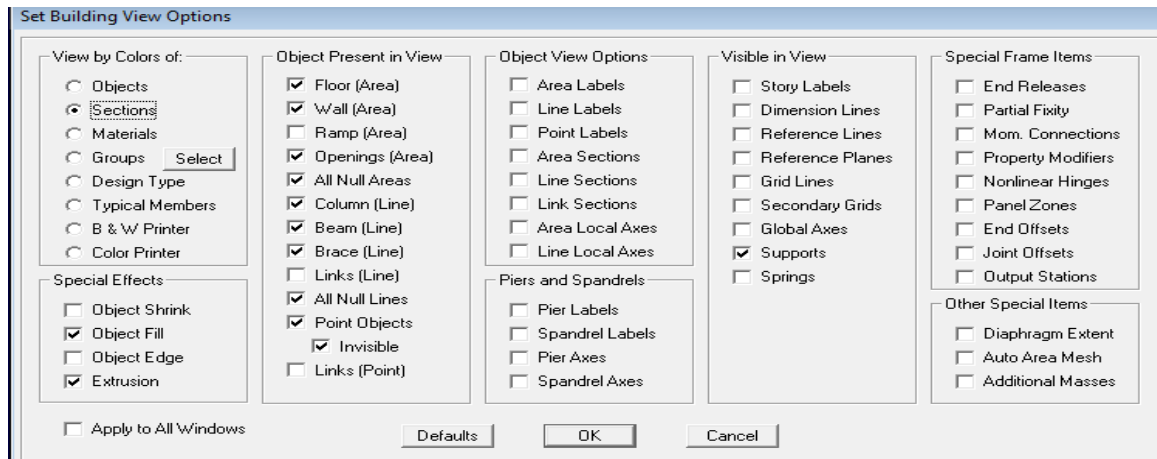 Set Building View Options
View by Colors of:
Objects
Sections
Materials
Groups Select
Design Type
Typical Members
B & W Printer
Color Printer
Special Effects
Object Shrink
Object Fill
Object Edge
Extrusion
Apply to All Windows
Object Present in View
Floor (Area)
Wall (Area)
Ramp (Area)
Openings (Area)
All Null Areas
Column (Line)
Beam (Line)
Brace (Line)
Links (Line)
All Null Lines
Point Objects
Invisible
Links (Point)
Object View Options
Area Labels
Line Labels
Point Labels
Area Sections
Line Sections
Link Sections
Area Local Axes
Line Local Axes
Piers and Spandrels
Pier Labels
Spandrel Labels
Pier Axes
Spandrel Axes
Visible in View
Story Labels
Dimension Lines
Reference Lines
Reference Planes
Grid Lines
Secondary Grids
Global Axes
Supports
Springs
Special Frame Items
End Releases
Partial Fixity
Mom. Connections
Property Modifiers
Nonlinear Hinges
Panel Zones
End Offsets
Joint Offsets
Output Stations
Other Special Items
Diaphragm Extent
Auto Area Mesh
Additional Masses
Defaults OK Cancel